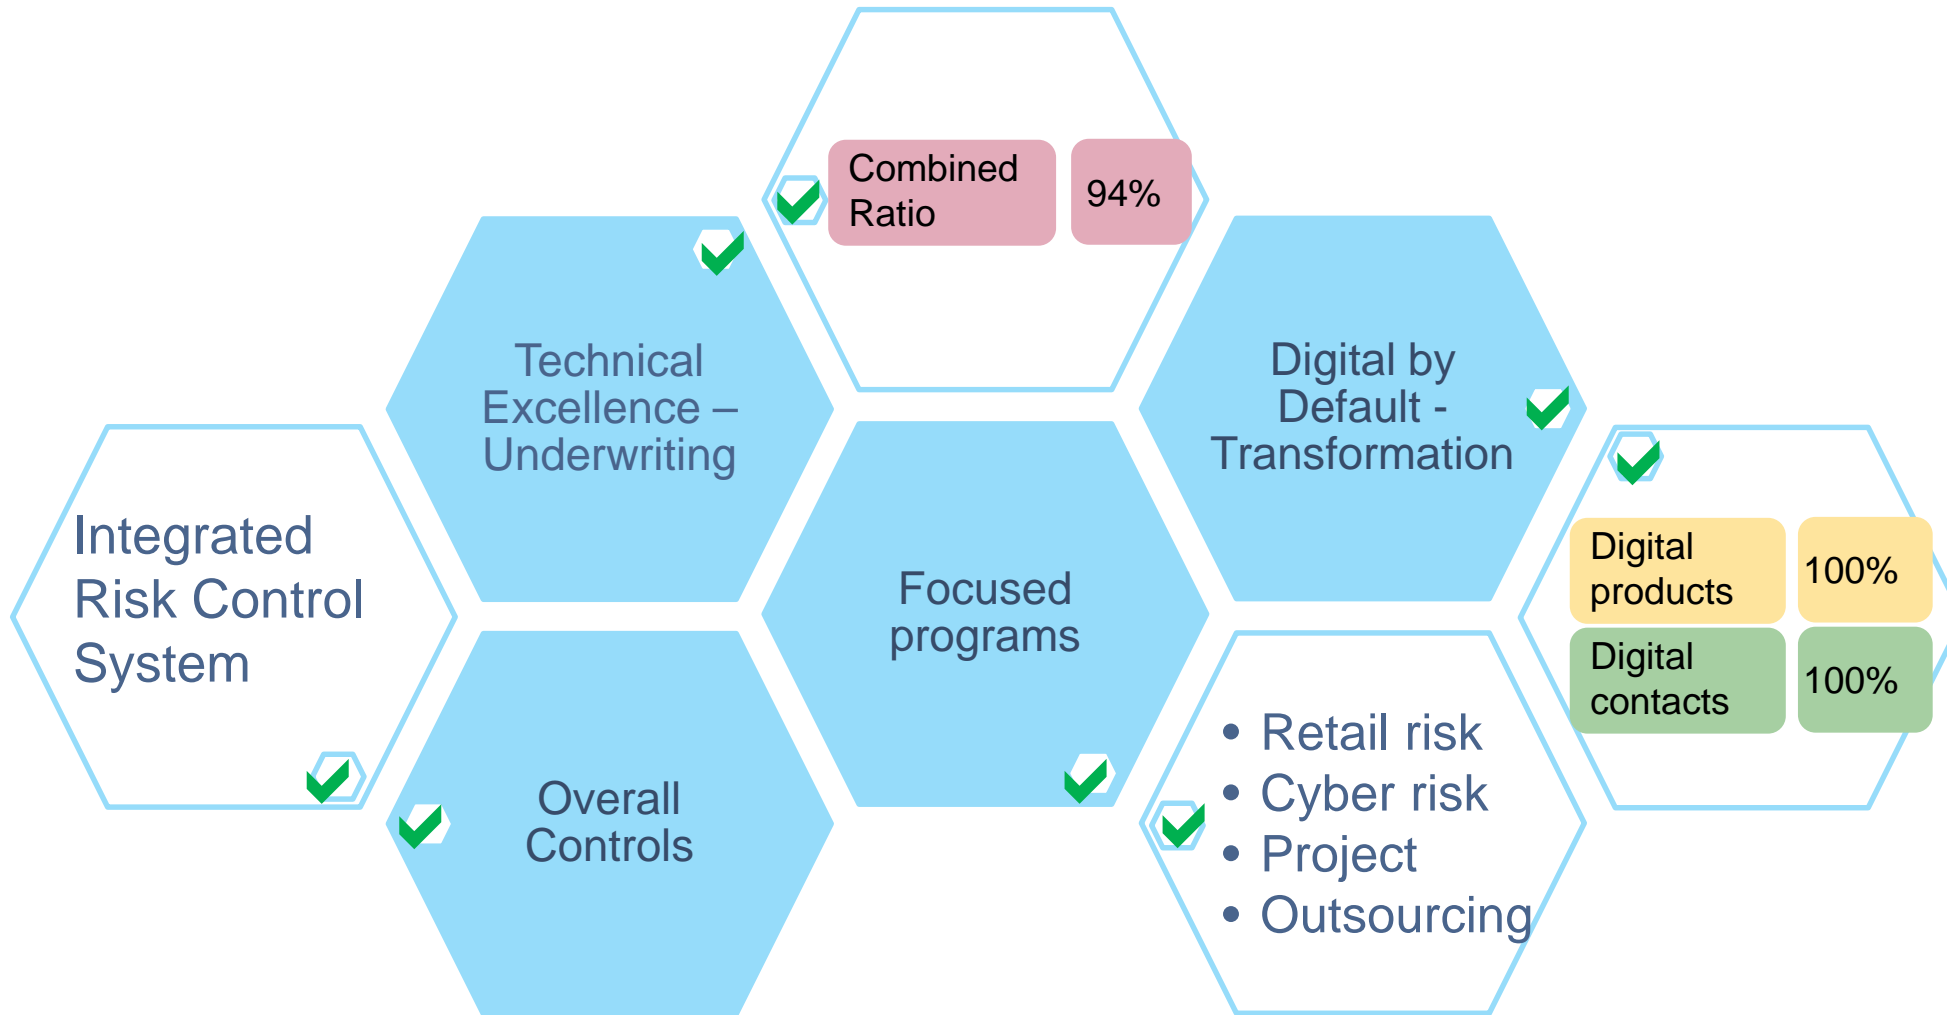 Combined
Ratio
94%
Technical
Excellence –
Underwriting
Digital by
Default -
Transformation
Integrated
Risk Control
System
Focused
programs
Digital
products
100%
Digital
contacts
100%
Overall
Controls
• Retail risk
• Cyber risk
• Project
• Outsourcing